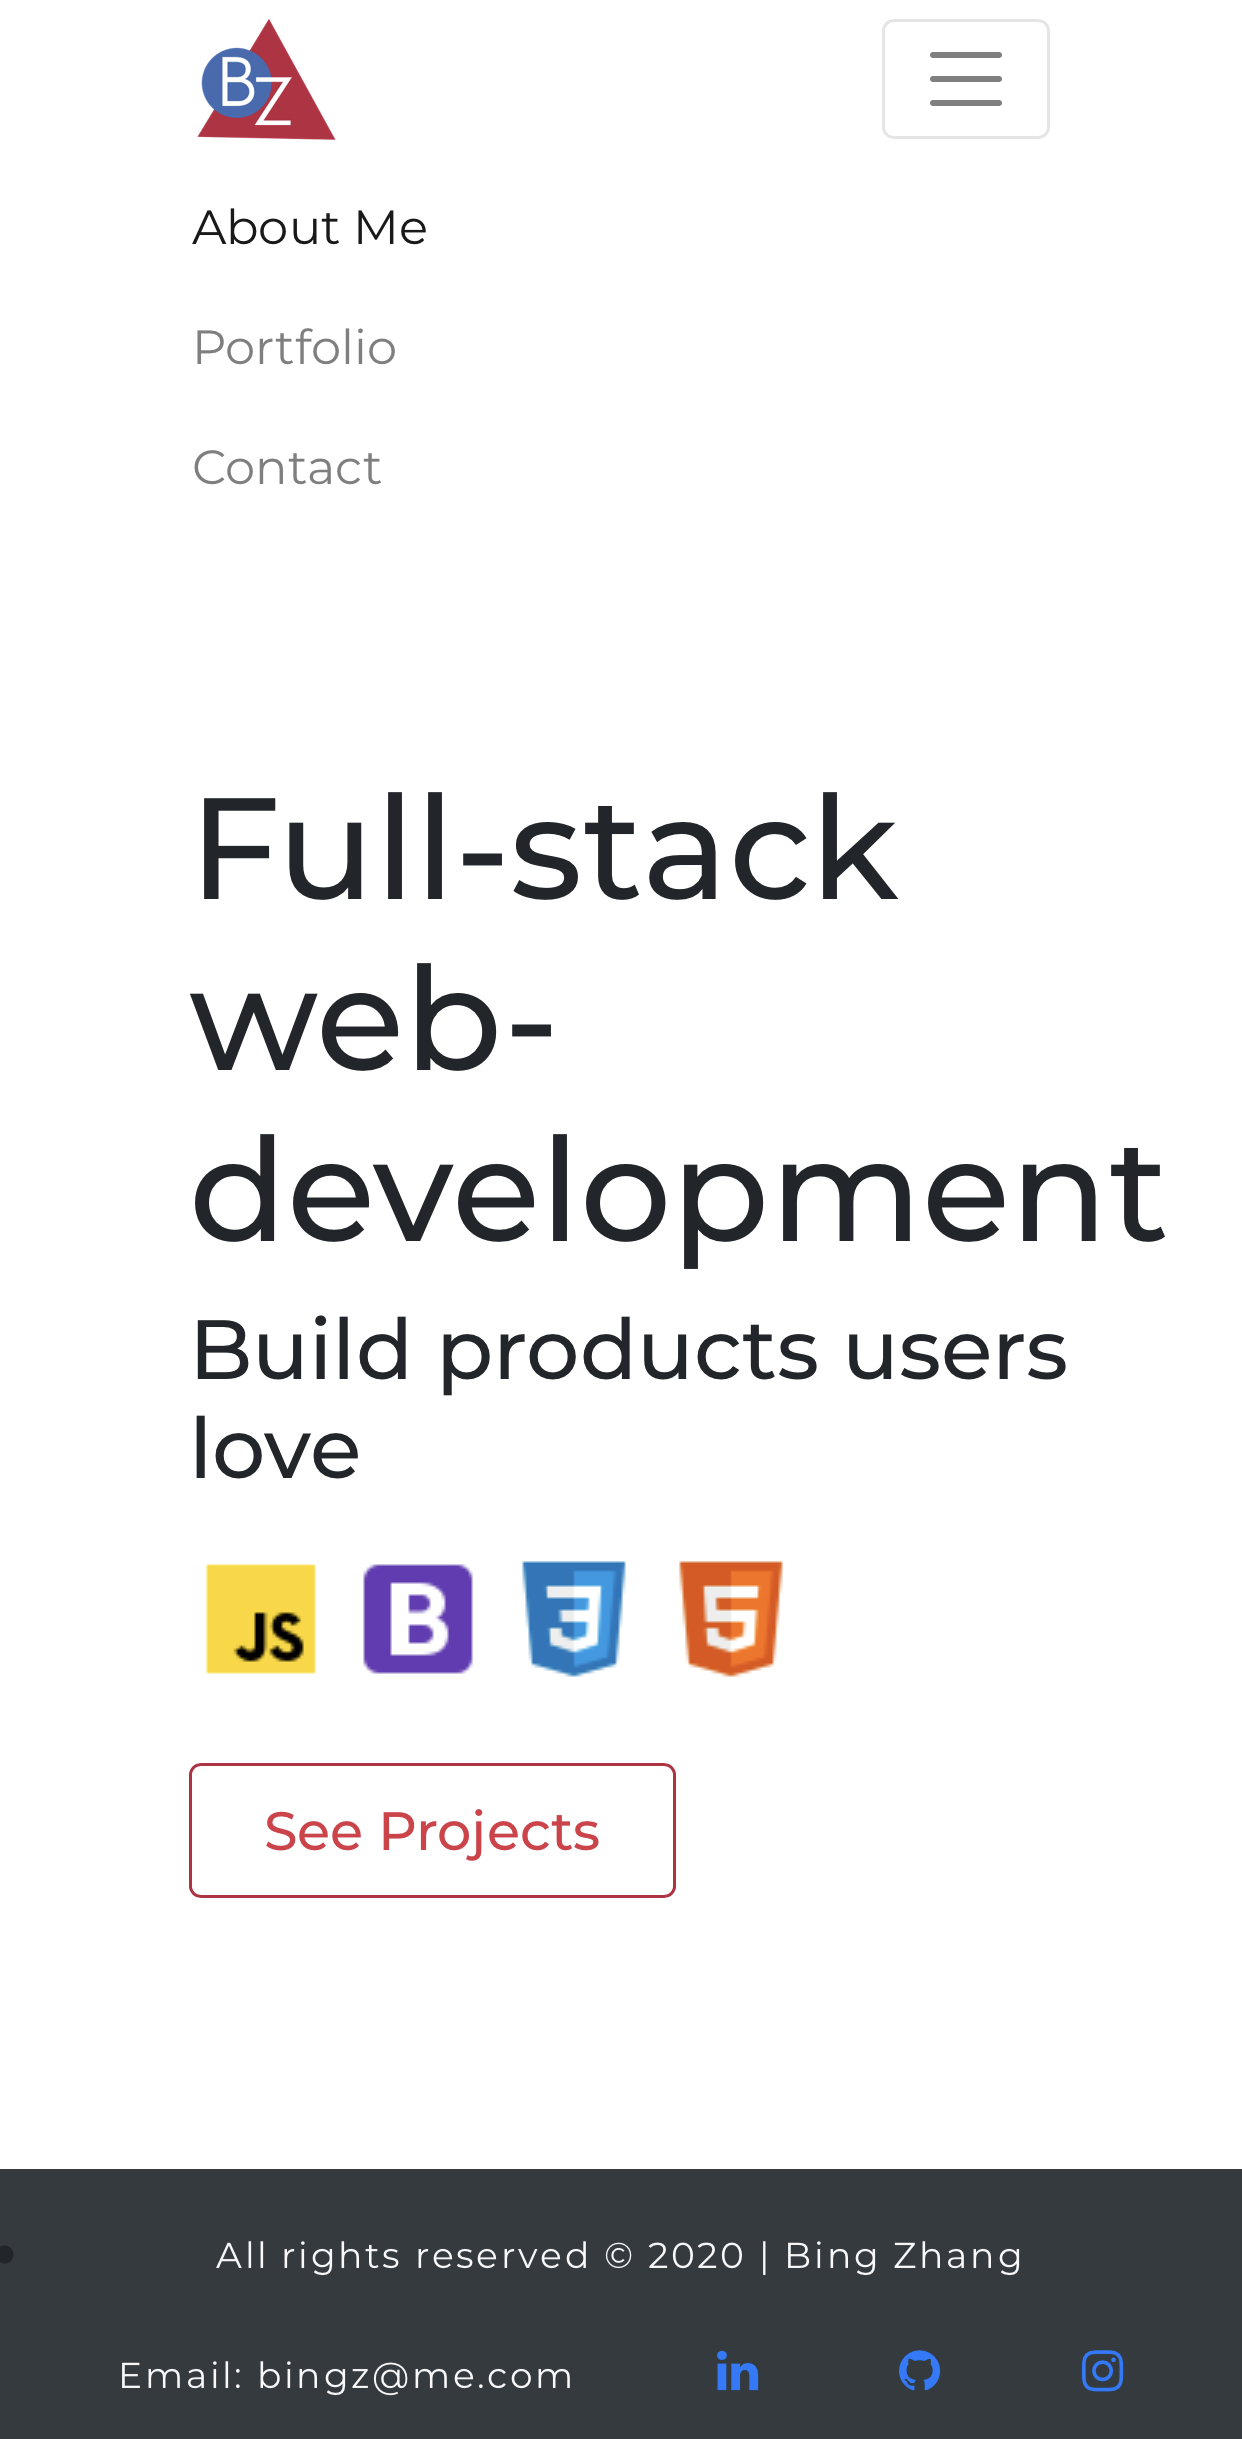 BZ
About Me
Portfolio
Contact
Full-stack
web-
development
Build products users
love
JS B 3 5
See Projects
All rights reserved © 2020 | Bing Zhang
Email: bingz@me.com in